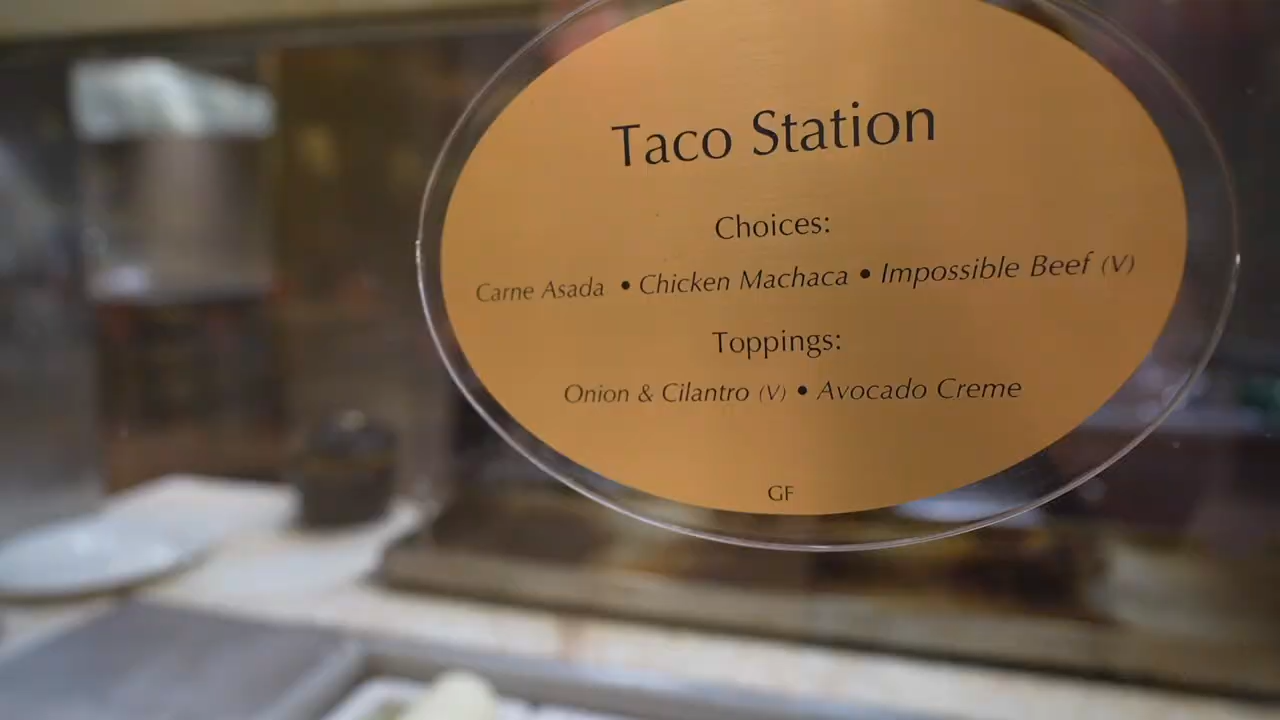 Taco Station
Choices:
Carne Asada • Chicken Machaca • Impossible Beef (V)
Toppings:
Onion & Cilantro (V) • Avocado Creme
GF